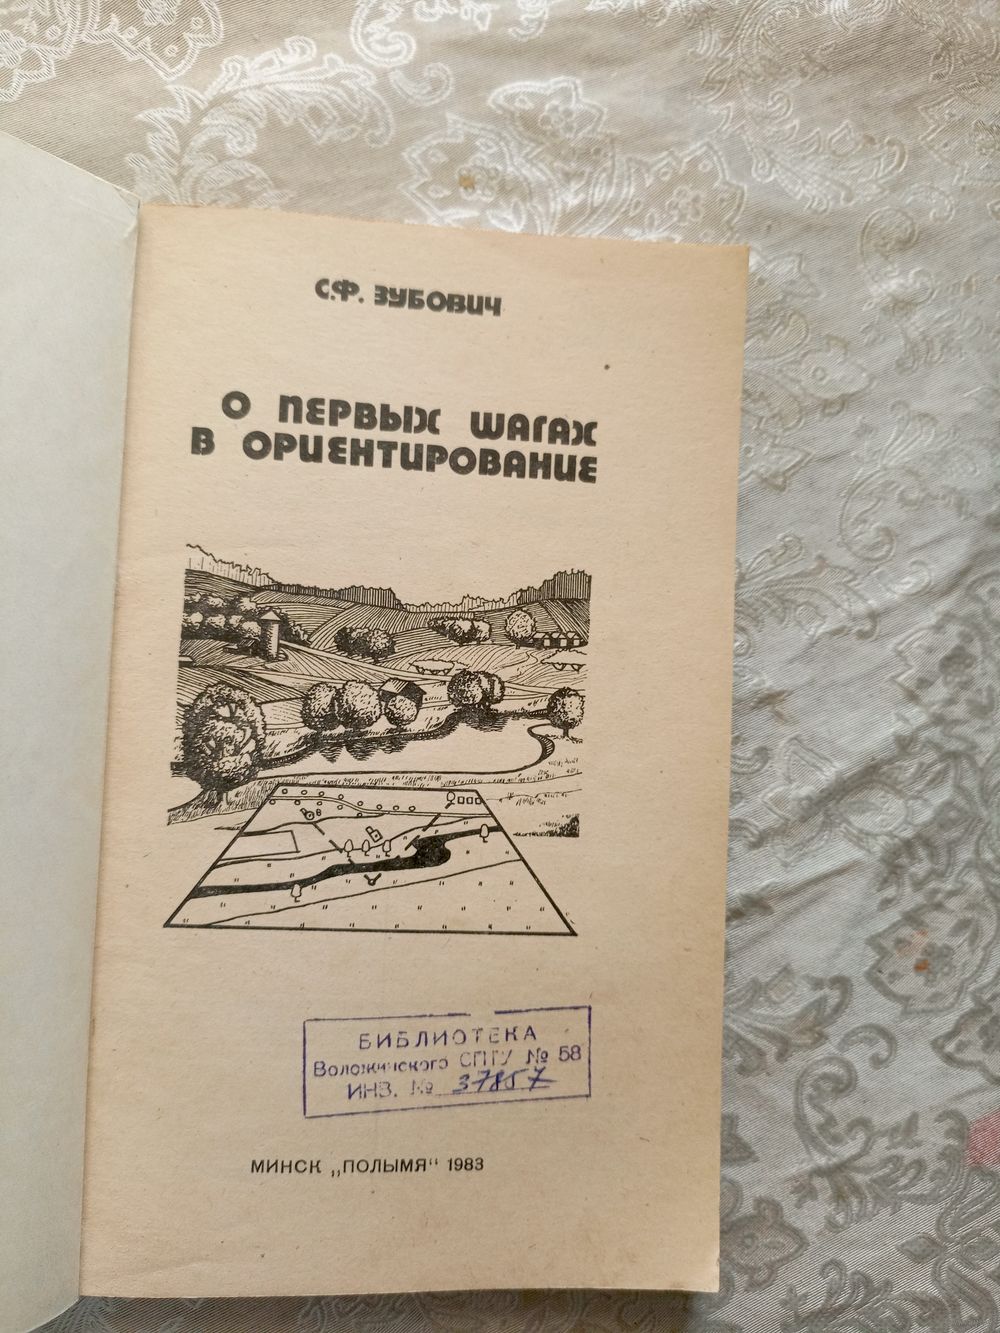 С.Ф. ЗУБОВИЧ
О ПЕРВЫХ ШАГАХ
В ОРИЕНТИРОВАНИЕ
В
БИБЛИОТЕКА
Воложинского СПТУ № 58
ИНВ. № 37857
МИНСК „ПОЛЫМЯ“ 1983